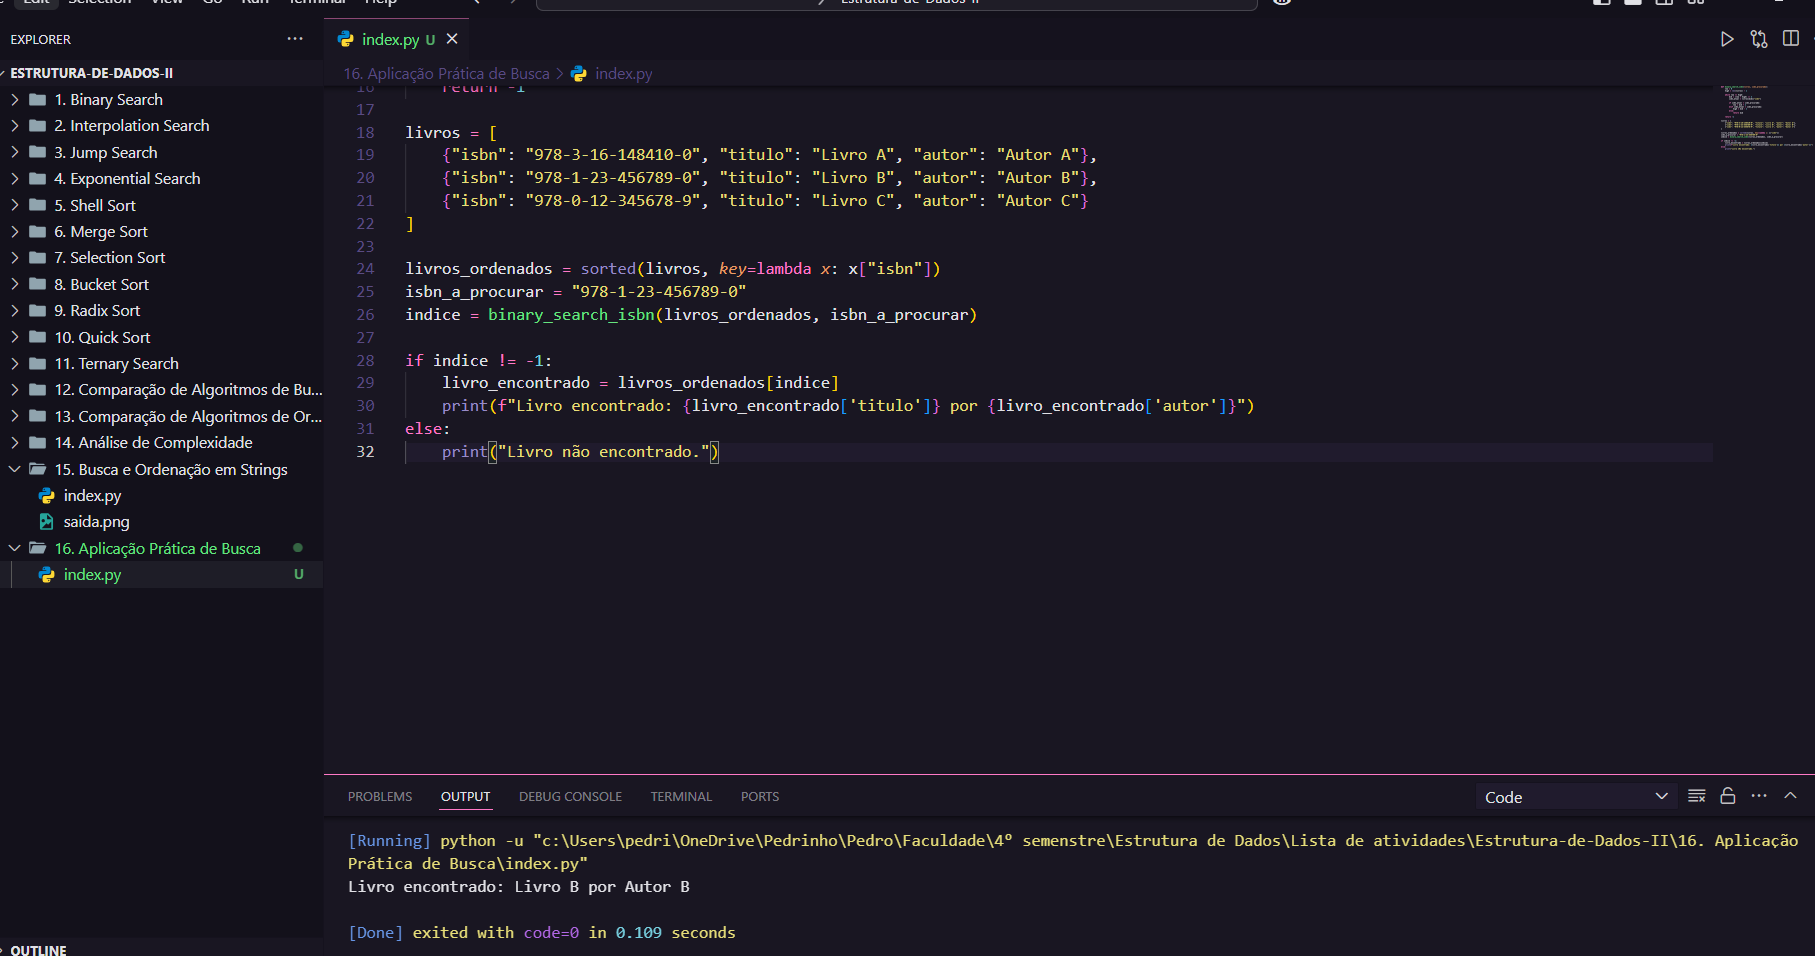 Edit Selection View Go Run Terminal Help
Estrutura-de-Dados-II
EXPLORER
ESTRUTURA-DE-DADOS-II
1. Binary Search
2. Interpolation Search
3. Jump Search
4. Exponential Search
5. Shell Sort
6. Merge Sort
7. Selection Sort
8. Bucket Sort
9. Radix Sort
10. Quick Sort
11. Ternary Search
12. Comparação de Algoritmos de Bu...
13. Comparação de Algoritmos de Or...
14. Análise de Complexidade
15. Busca e Ordenação em Strings
index.py
saida.png
16. Aplicação Prática de Busca
index.py U
OUTLINE
index.py U
16. Aplicação Prática de Busca > index.py
16 return -1
17
18 livros = [
19 {"isbn": "978-3-16-148410-0", "titulo": "Livro A", "autor": "Autor A"},
20 {"isbn": "978-1-23-456789-0", "titulo": "Livro B", "autor": "Autor B"},
21 {"isbn": "978-0-12-345678-9", "titulo": "Livro C", "autor": "Autor C"}
22 ]
23
24 livros_ordenados = sorted(livros, key=lambda x: x["isbn"])
25 isbn_a_procurar = "978-1-23-456789-0"
26 indice = binary_search_isbn(livros_ordenados, isbn_a_procurar)
27
28 if indice != -1:
29 livro_encontrado = livros_ordenados[indice]
30 print(f"Livro encontrado: {livro_encontrado['titulo']} por {livro_encontrado['autor']}")
31 else:
32 print("Livro não encontrado.")
PROBLEMS OUTPUT DEBUG CONSOLE TERMINAL PORTS
Code
[Running] python -u "c:\Users\pedri\OneDrive\Pedrinho\Pedro\Faculdade\4º semenstre\Estrutura de Dados\Lista de atividades\Estrutura-de-Dados-II\16. Aplicação
Prática de Busca\index.py"
Livro encontrado: Livro B por Autor B
[Done] exited with code=0 in 0.109 seconds